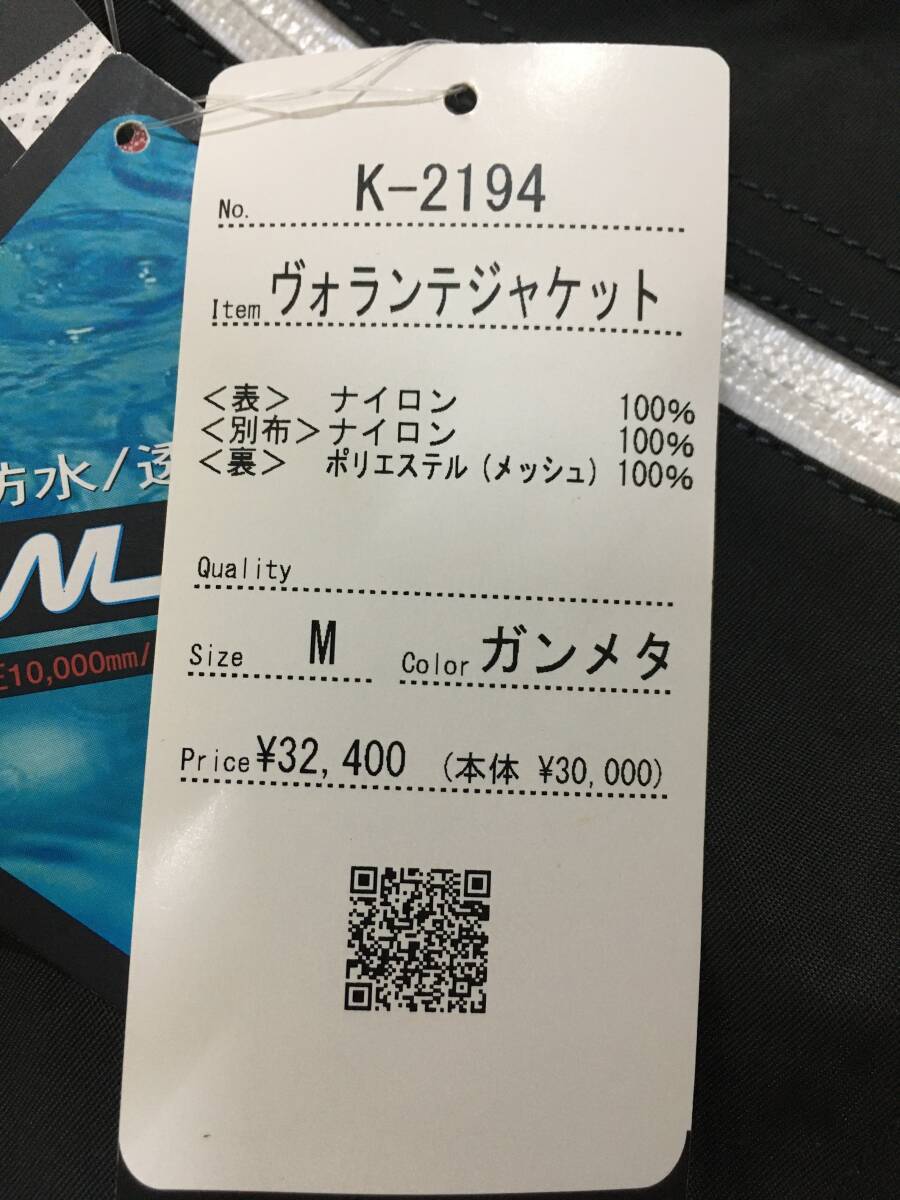 No. K-2194
Item ヴォランテジャケット
＜表＞ ナイロン 100%
＜別布＞ナイロン 100%
＜裏＞ ポリエステル（メッシュ）100%
Quality
Size M Color ガンメタ
Price ¥32,400 (本体 ¥30,000)
防水/透
10,000mm/